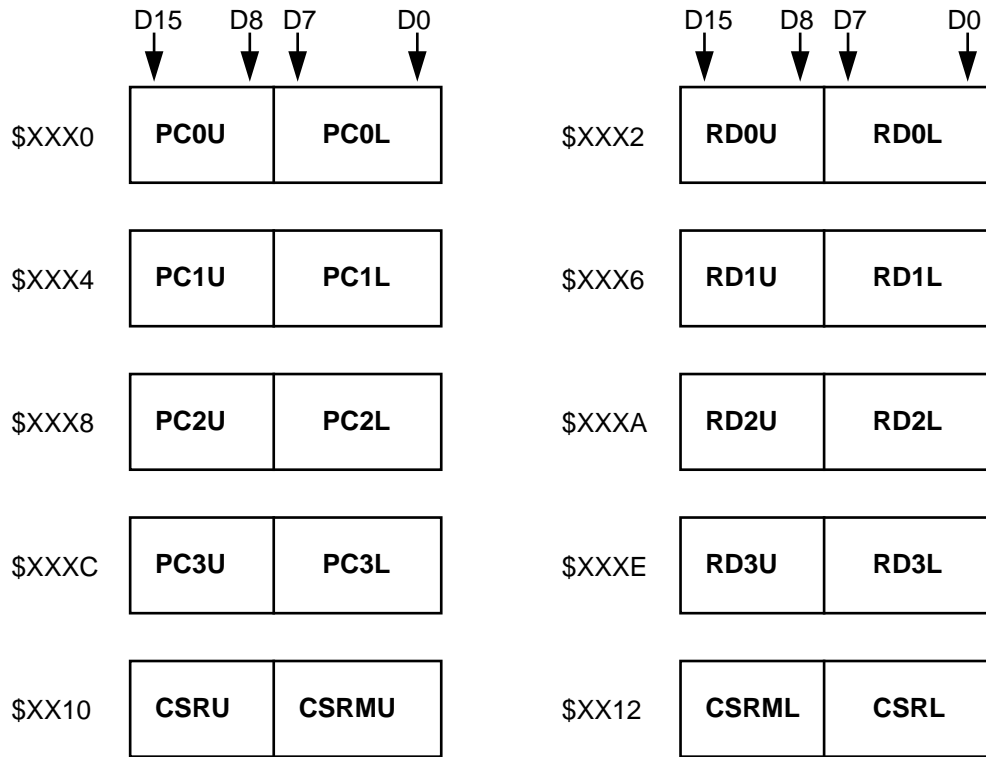 D15 D8 D7 D0 D15 D8 D7 D0
$XXX0 PC0U PC0L $XXX2 RD0U RD0L
$XXX4 PC1U PC1L $XXX6 RD1U RD1L
$XXX8 PC2U PC2L $XXXA RD2U RD2L
$XXXC PC3U PC3L $XXXE RD3U RD3L
$XX10 CSRU CSRMU $XX12 CSRML CSRL